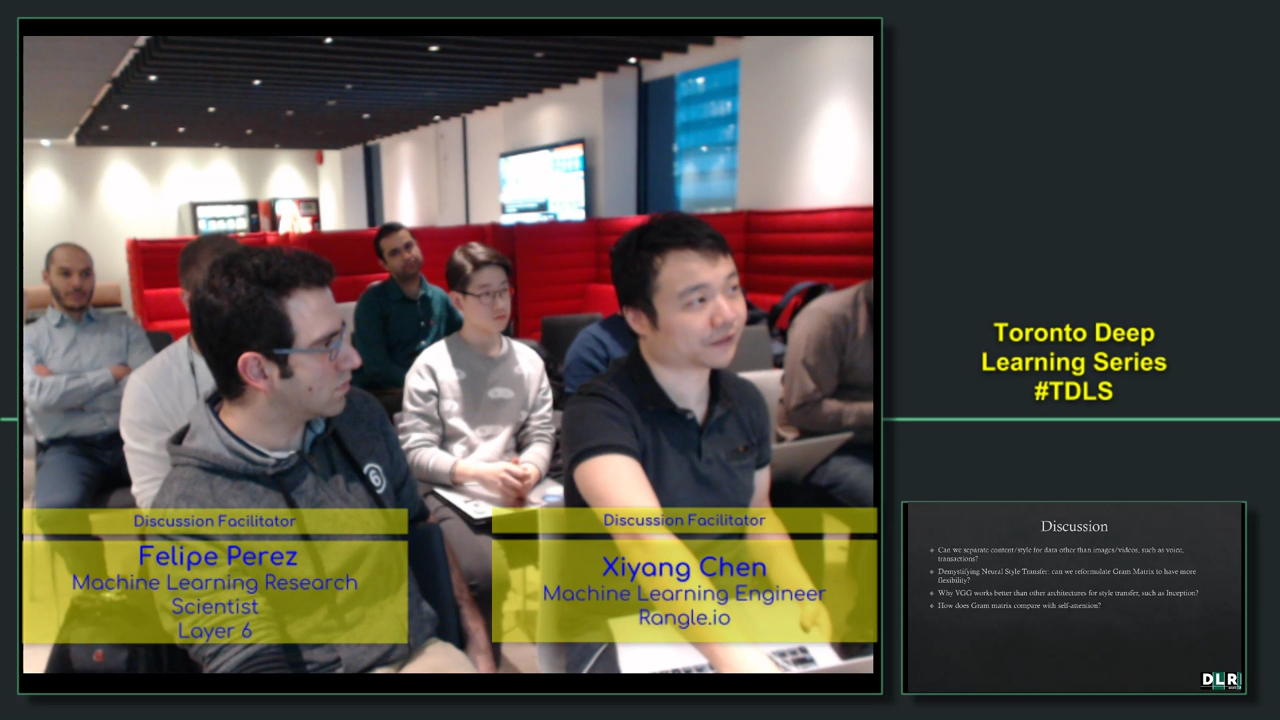 Discussion Facilitator
Felipe Perez
Machine Learning Research
Scientist
Layer 6
Discussion Facilitator
Xiyang Chen
Machine Learning Engineer
Rangle.io
6
Toronto Deep
Learning Series
#TDLS
Discussion
Can we separate content/style for data other than images/videos, such as voice,
transactions?
Demystifying Neural Style Transfer: can we reformulate Gram Matrix to have more
flexibility?
Why VGG works better than other architectures for style transfer, such as Inception?
How does Gram matrix compare with self-attention?
DLR